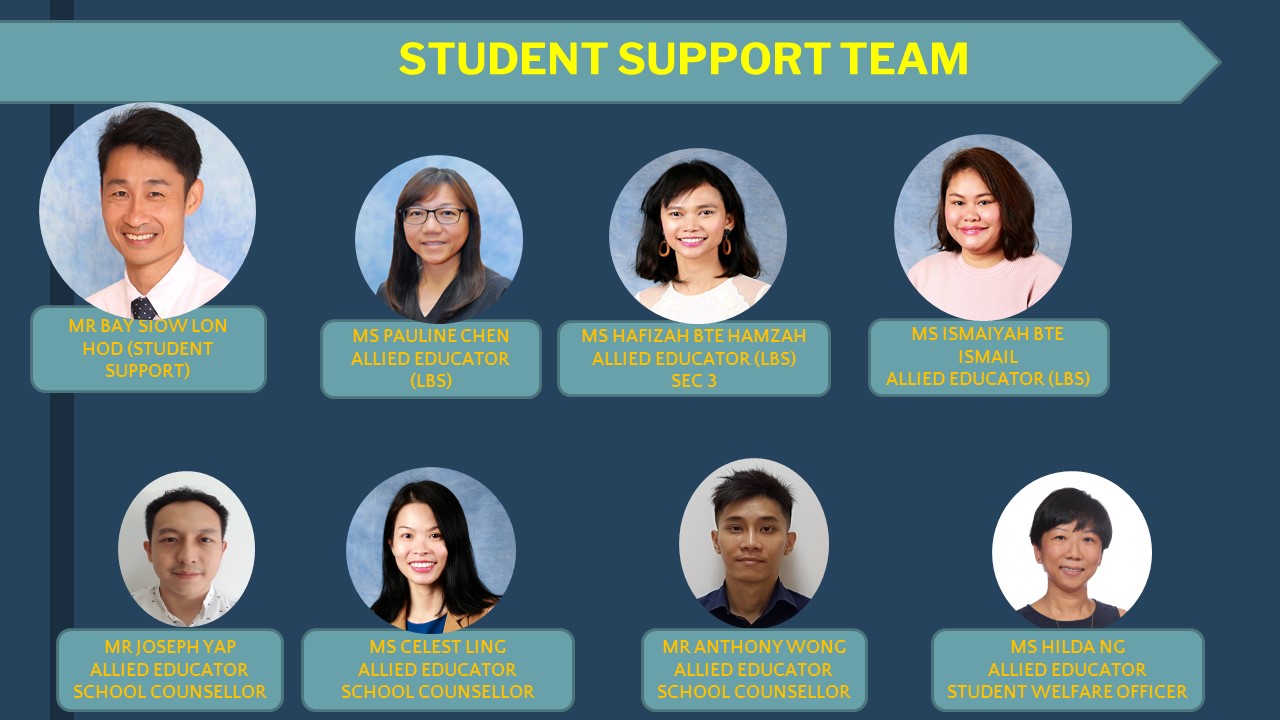 STUDENT SUPPORT TEAM
MR BAY SIOW LON
HOD (STUDENT
SUPPORT)
MS PAULINE CHEN
ALLIED EDUCATOR
(LBS)
MS HAFIZAH BTE HAMZAH
ALLIED EDUCATOR (LBS)
SEC 3
MS ISMAIYAH BTE
ISMAIL
ALLIED EDUCATOR (LBS)
MR JOSEPH YAP
ALLIED EDUCATOR
SCHOOL COUNSELLOR
MS CELEST LING
ALLIED EDUCATOR
SCHOOL COUNSELLOR
MR ANTHONY WONG
ALLIED EDUCATOR
SCHOOL COUNSELLOR
MS HILDA NG
ALLIED EDUCATOR
STUDENT WELFARE OFFICER